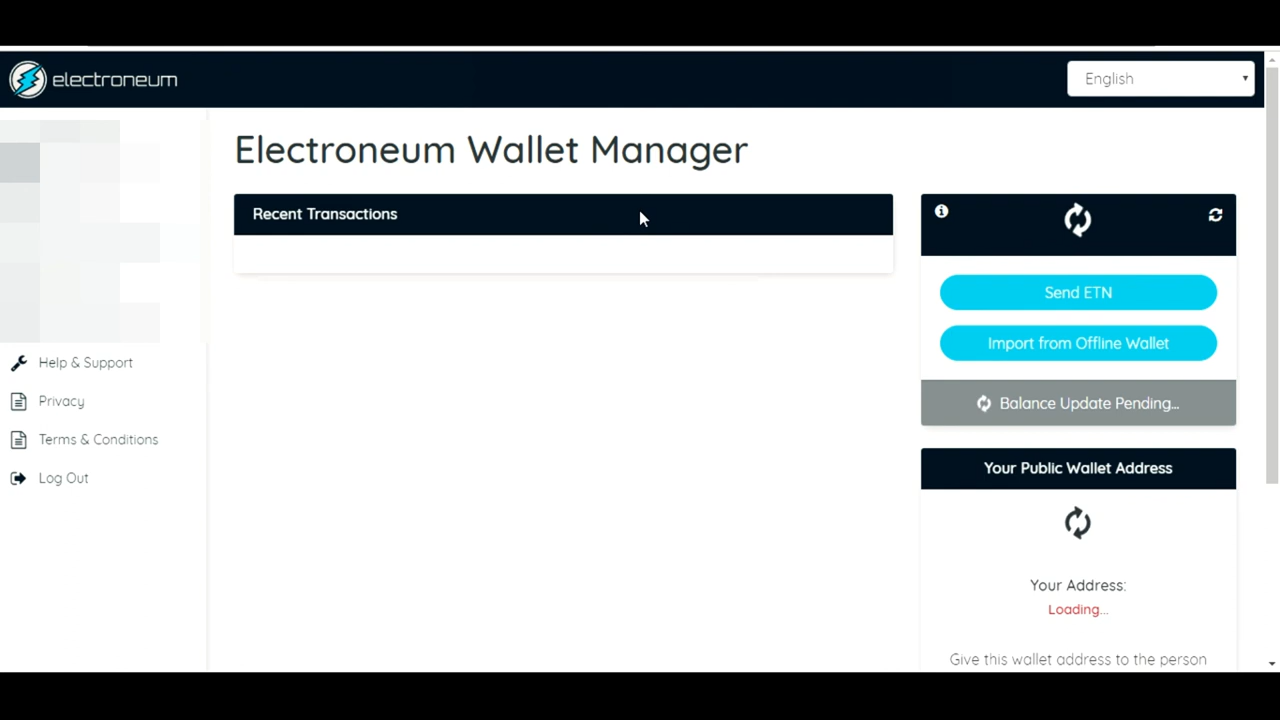 electroneum
English
Electroneum Wallet Manager
Recent Transactions
Send ETN
Import from Offline Wallet
Balance Update Pending...
Your Public Wallet Address
Your Address:
Loading...
Give this wallet address to the person
Help & Support
Privacy
Terms & Conditions
Log Out